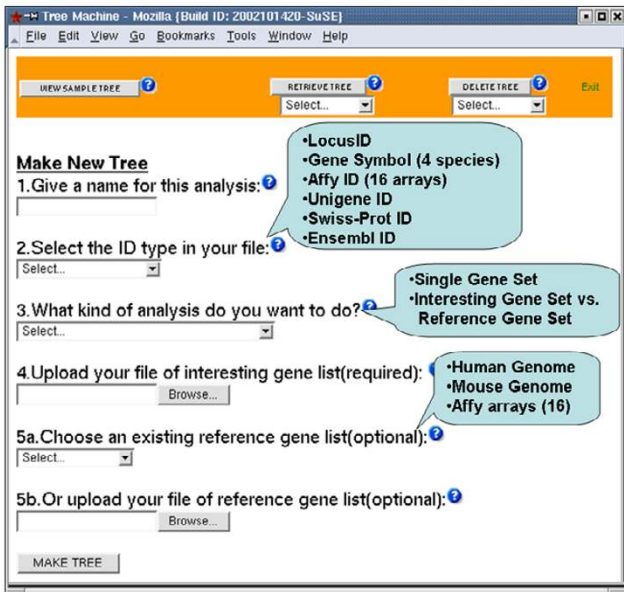 Tree Machine - Mozilla {Build ID: 2002101420-SuSE}
File Edit View Go Bookmarks Tools Window Help
VIEW SAMPLE TREE ?
RETRIEVE TREE ?
DELETE TREE ?
Exit
Select...
Select...
Make New Tree
1.Give a name for this analysis: ?
•LocusID
•Gene Symbol (4 species)
•Affy ID (16 arrays)
•Unigene ID
•Swiss-Prot ID
•Ensembl ID
2.Select the ID type in your file: ?
Select...
3.What kind of analysis do you want to do? ?
Select...
•Single Gene Set
•Interesting Gene Set vs.
Reference Gene Set
4.Upload your file of interesting gene list(required): ?
Browse...
•Human Genome
•Mouse Genome
•Affy arrays (16)
5a.Choose an existing reference gene list(optional): ?
Select...
5b.Or upload your file of reference gene list(optional): ?
Browse...
MAKE TREE